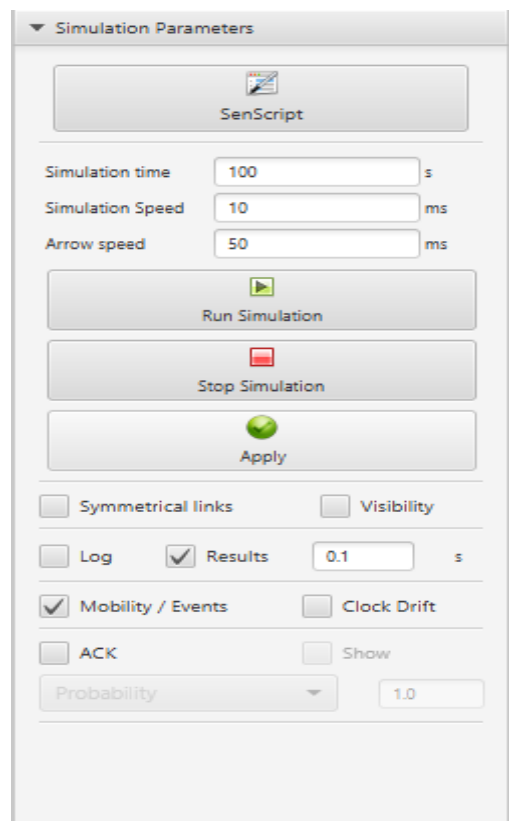 Simulation Parameters
SenScript
Simulation time 100 s
Simulation Speed 10 ms
Arrow speed 50 ms
Run Simulation
Stop Simulation
Apply
Symmetrical links Visibility
Log Results 0.1 s
Mobility / Events Clock Drift
ACK Show
Probability 1.0